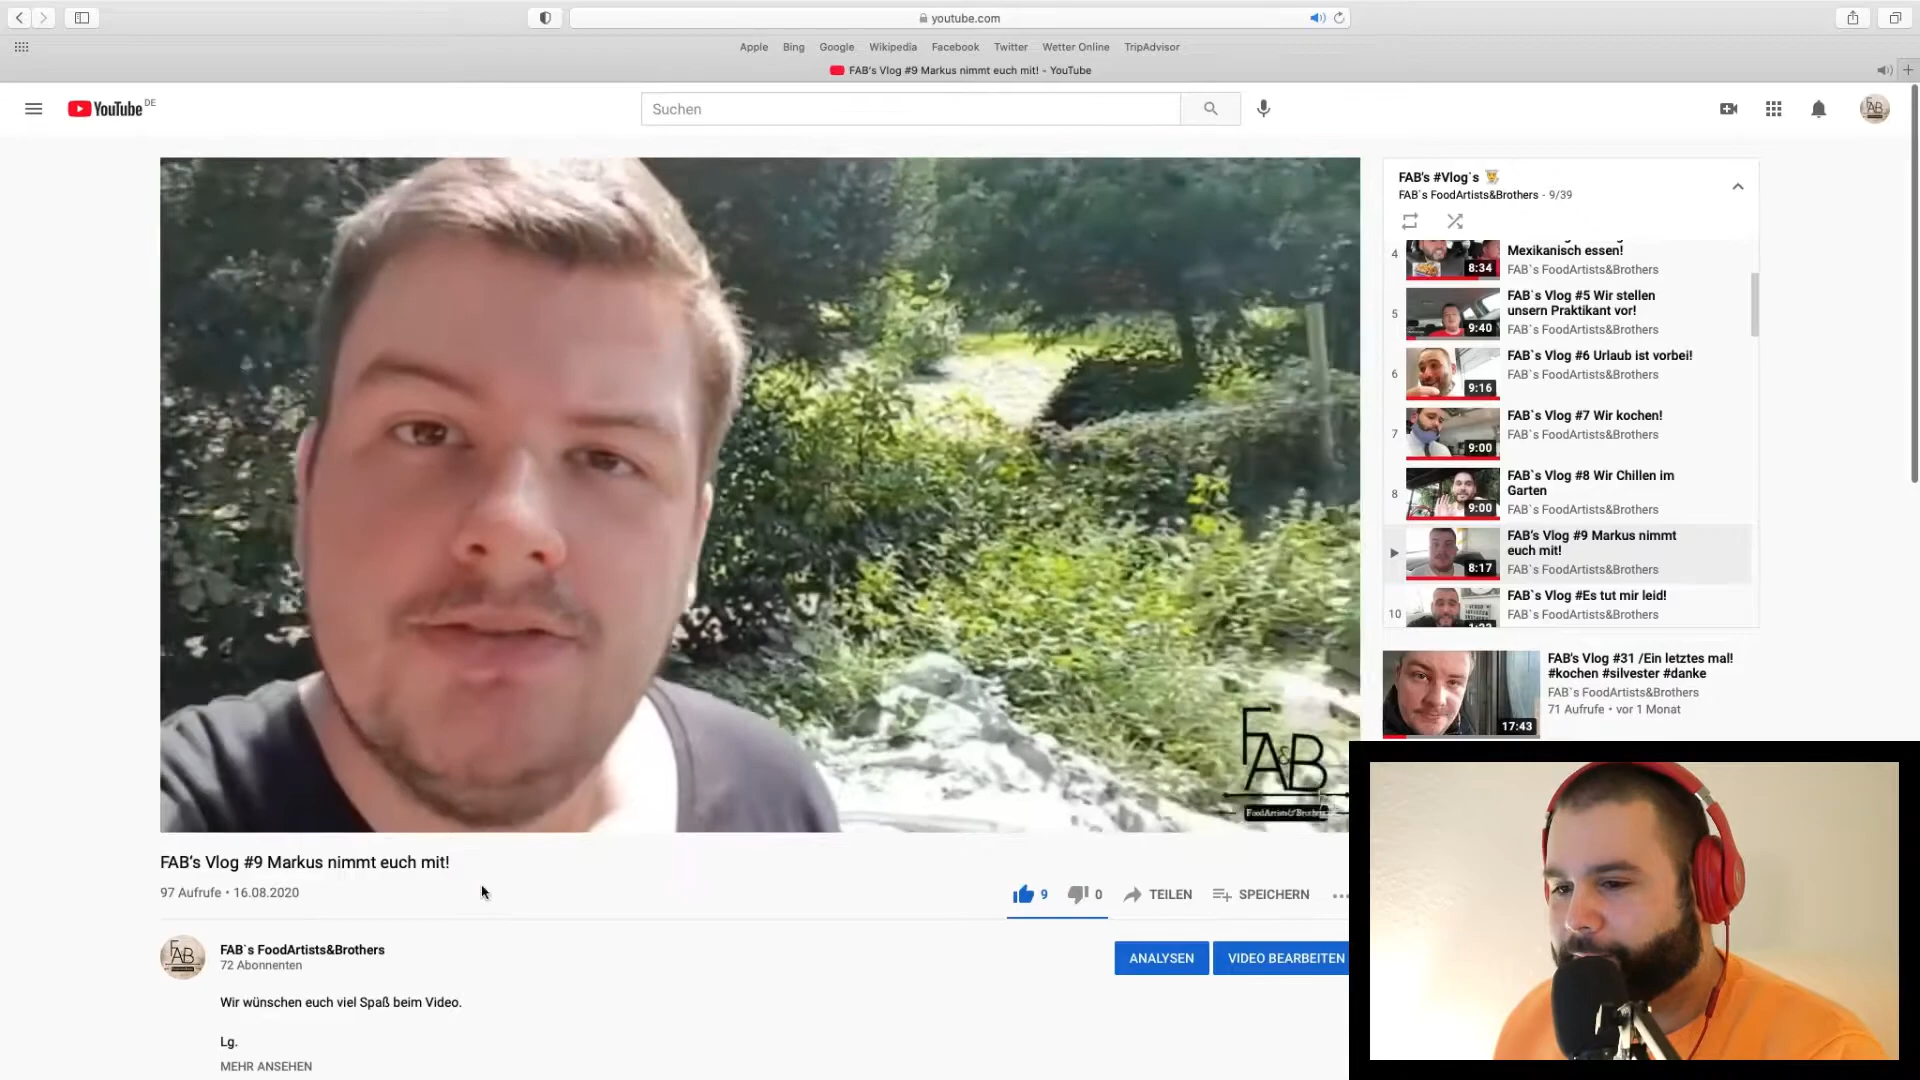 youtube.com
Apple Bing Google Wikipedia Facebook Twitter Wetter Online TripAdvisor
FAB's Vlog #9 Markus nimmt euch mit! - YouTube
YouTube DE
Suchen
FAB's #Vlog`s
FAB`s FoodArtists&Brothers - 9/39
4
Mexikanisch essen!
8:34
FAB`s FoodArtists&Brothers
5
FAB`s Vlog #5 Wir stellen
unsern Praktikant vor!
9:40
FAB`s FoodArtists&Brothers
6
FAB`s Vlog #6 Urlaub ist vorbei!
FAB`s FoodArtists&Brothers
9:16
7
FAB`s Vlog #7 Wir kochen!
FAB`s FoodArtists&Brothers
9:00
8
FAB`s Vlog #8 Wir Chillen im
Garten
9:00
FAB`s FoodArtists&Brothers
FAB's Vlog #9 Markus nimmt
euch mit!
8:17
FAB`s FoodArtists&Brothers
10
FAB`s Vlog #Es tut mir leid!
FAB`s FoodArtists&Brothers
FAB's Vlog #31 /Ein letztes mal!
#kochen #silvester #danke
FAB`s FoodArtists&Brothers
71 Aufrufe • vor 1 Monat
17:43
FA&B
FoodArtists&Brothers
FAB's Vlog #9 Markus nimmt euch mit!
97 Aufrufe • 16.08.2020
9 0 TEILEN SPEICHERN
FAB
FAB`s FoodArtists&Brothers
72 Abonnenten
ANALYSEN VIDEO BEARBEITEN
Wir wünschen euch viel Spaß beim Video.
Lg.
MEHR ANSEHEN